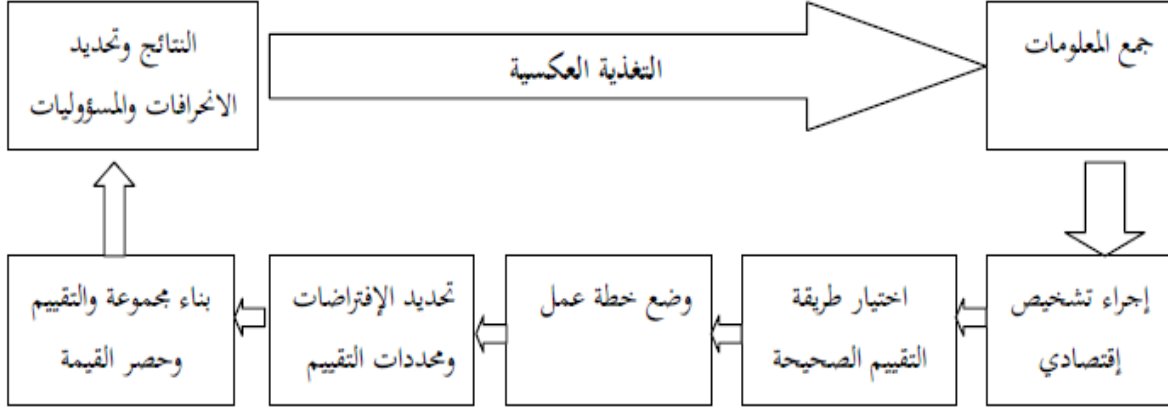 جمع المعلومات
التغذية العكسية
النتائج وتحديد
الانحرافات والمسؤوليات
إجراء تشخيص
إقتصادي
اختيار طريقة
التقييم الصحيحة
وضع خطة عمل
تحديد الإفتراضات
ومحددات التقييم
بناء مجموعة والتقييم
وحصر القيمة